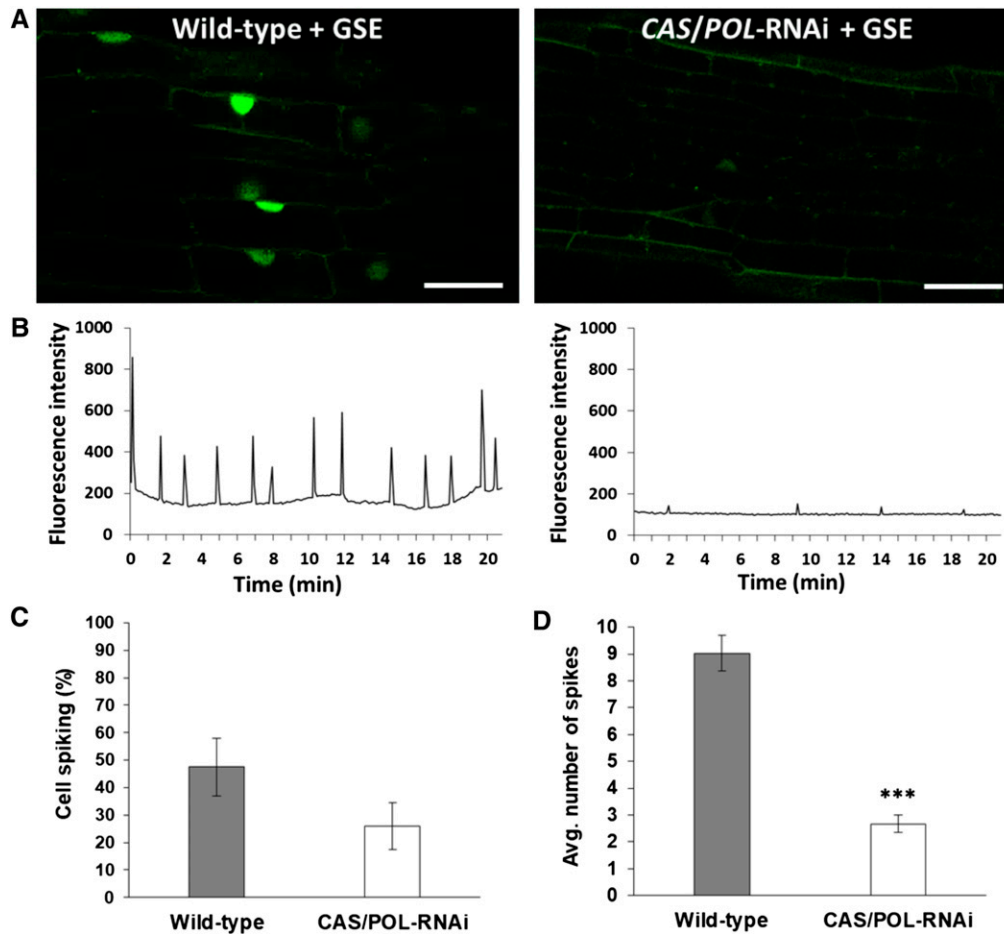 A
Wild-type + GSE
CAS/POL-RNAi + GSE
B
Fluorescence intensity
1000
800
600
400
200
0
0 2 4 6 8 10 12 14 16 18 20
Time (min)
Fluorescence intensity
1000
800
600
400
200
0
0 2 4 6 8 10 12 14 16 18 20
Time (min)
C
Cell spiking (%)
100
90
80
70
60
50
40
30
20
10
0
Wild-type CAS/POL-RNAi
D
Avg. number of spikes
10
9
8
7
6
5
4
3
2
1
0
***
Wild-type CAS/POL-RNAi